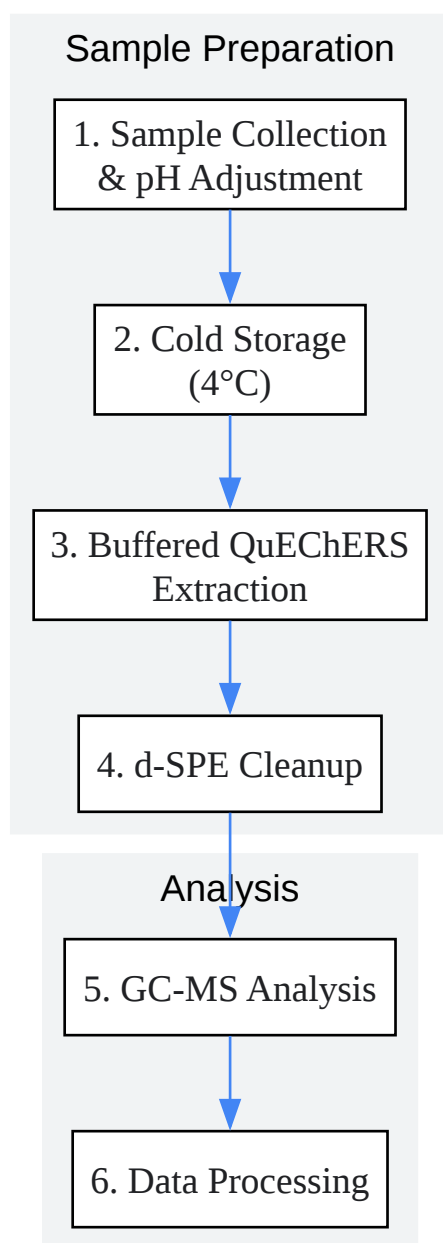 Sample Preparation
1. Sample Collection
& pH Adjustment
2. Cold Storage
(4°C)
3. Buffered QuEChERS
Extraction
4. d-SPE Cleanup
Analysis
5. GC-MS Analysis
6. Data Processing